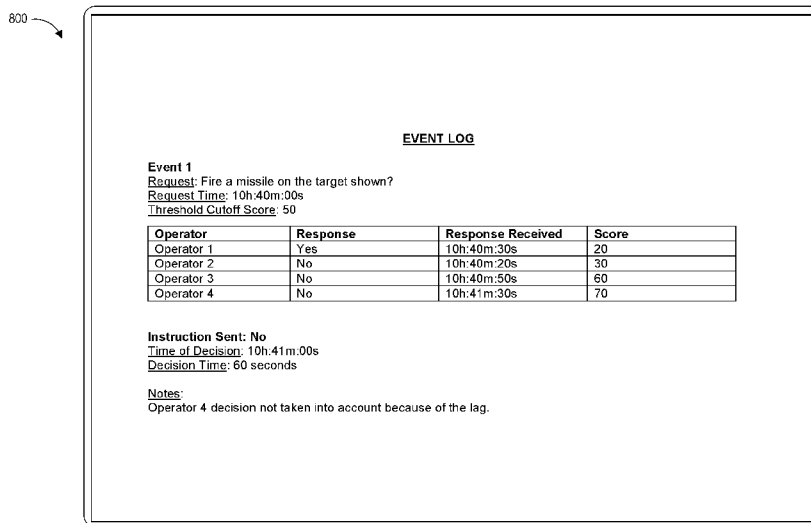 800
EVENT LOG
Event 1
Request: Fire a missile on the target shown?
Request Time: 10h:40m:00s
Threshold Cutoff Score: 50
Operator Response Response Received Score
Operator 1 Yes 10h:40m:30s 20
Operator 2 No 10h:40m:20s 30
Operator 3 No 10h:40m:50s 60
Operator 4 No 10h:41m:30s 70
Instruction Sent: No
Time of Decision: 10h:41m:00s
Decision Time: 60 seconds
Notes:
Operator 4 decision not taken into account because of the lag.